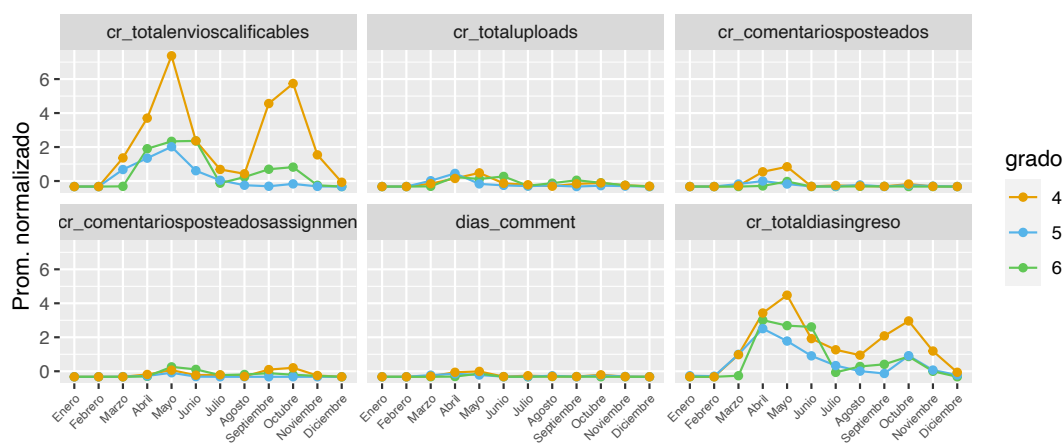 cr_totalenvioscalificables cr_totaluploads cr_comentariosposteados
6
4
2
0
cr_comentariosposteadosassignmen dias_comment cr_totaldiasingreso
6
4
2
0
Prom. normalizado
Enero Febrero Marzo Abril Mayo Junio Julio Agosto Septiembre Octubre Noviembre Diciembre
Enero Febrero Marzo Abril Mayo Junio Julio Agosto Septiembre Octubre Noviembre Diciembre
Enero Febrero Marzo Abril Mayo Junio Julio Agosto Septiembre Octubre Noviembre Diciembre
grado
4
5
6